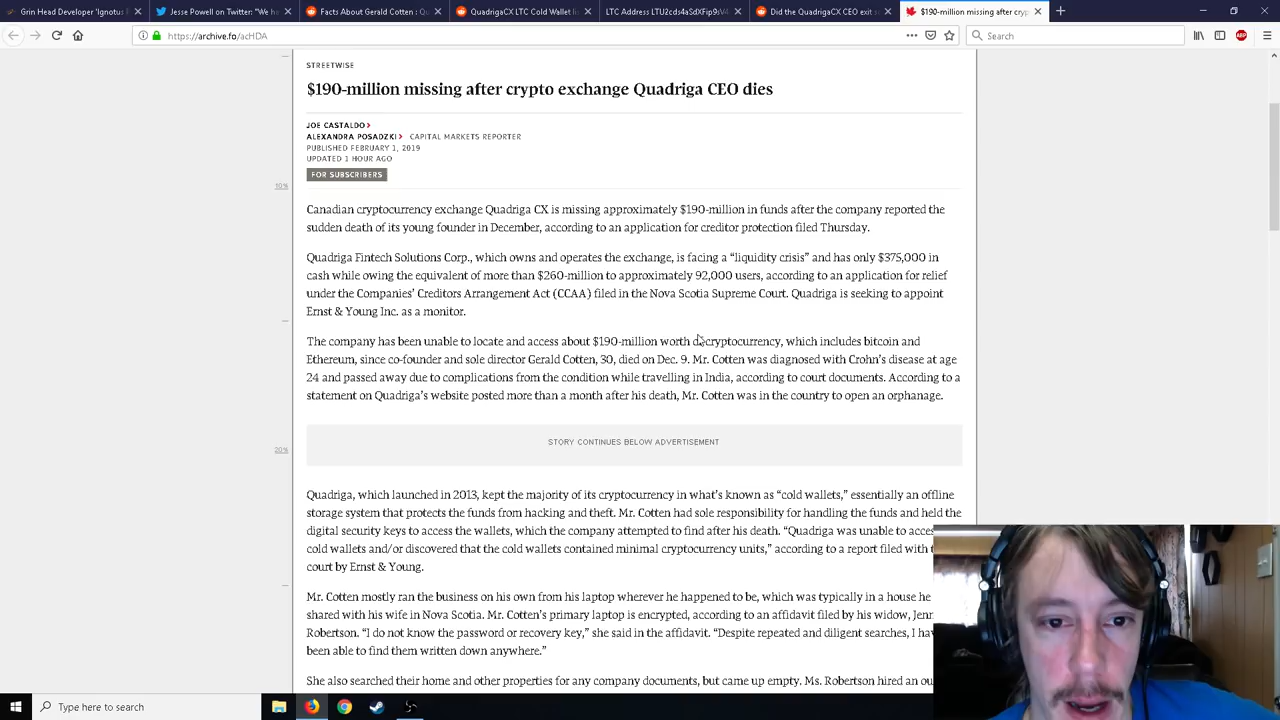 Grin Head Developer 'Ignotus
Jesse Powell on Twitter: "We ha
Facts About Gerald Cotten : Qu
QuadrigaCX LTC Cold Wallet
LTC Address LTU2cds4aSdXFip9sV4
Did the QuadrigaCX CEO exit s
$190-million missing after cryp
https://archive.fo/acHDA
Search
ABP
STREETWISE
$190-million missing after crypto exchange Quadriga CEO dies
JOE CASTALDO
ALEXANDRA POSADZKI CAPITAL MARKETS REPORTER
PUBLISHED FEBRUARY 1, 2019
UPDATED 1 HOUR AGO
FOR SUBSCRIBERS
10%
Canadian cryptocurrency exchange Quadriga CX is missing approximately $190-million in funds after the company reported the
sudden death of its young founder in December, according to an application for creditor protection filed Thursday.
Quadriga Fintech Solutions Corp., which owns and operates the exchange, is facing a “liquidity crisis” and has only $375,000 in
cash while owing the equivalent of more than $260-million to approximately 92,000 users, according to an application for relief
under the Companies’ Creditors Arrangement Act (CCAA) filed in the Nova Scotia Supreme Court. Quadriga is seeking to appoint
Ernst & Young Inc. as a monitor.
The company has been unable to locate and access about $190-million worth of cryptocurrency, which includes bitcoin and
Ethereum, since co-founder and sole director Gerald Cotten, 30, died on Dec. 9. Mr. Cotten was diagnosed with Crohn’s disease at age
24 and passed away due to complications from the condition while travelling in India, according to court documents. According to a
statement on Quadriga’s website posted more than a month after his death, Mr. Cotten was in the country to open an orphanage.
STORY CONTINUES BELOW ADVERTISEMENT
20%
Quadriga, which launched in 2013, kept the majority of its cryptocurrency in what’s known as “cold wallets,” essentially an offline
storage system that protects the funds from hacking and theft. Mr. Cotten had sole responsibility for handling the funds and held the
digital security keys to access the wallets, which the company attempted to find after his death. “Quadriga was unable to acce
cold wallets and/or discovered that the cold wallets contained minimal cryptocurrency units,” according to a report filed with t
court by Ernst & Young.
Mr. Cotten mostly ran the business on his own from his laptop wherever he happened to be, which was typically in a house he
shared with his wife in Nova Scotia. Mr. Cotten’s primary laptop is encrypted, according to an affidavit filed by his widow, Jenn
Robertson. “I do not know the password or recovery key,” she said in the affidavit. “Despite repeated and diligent searches, I hav
been able to find them written down anywhere.”
She also searched their home and other properties for any company documents, but came up empty. Ms. Robertson hired an ou
Type here to search